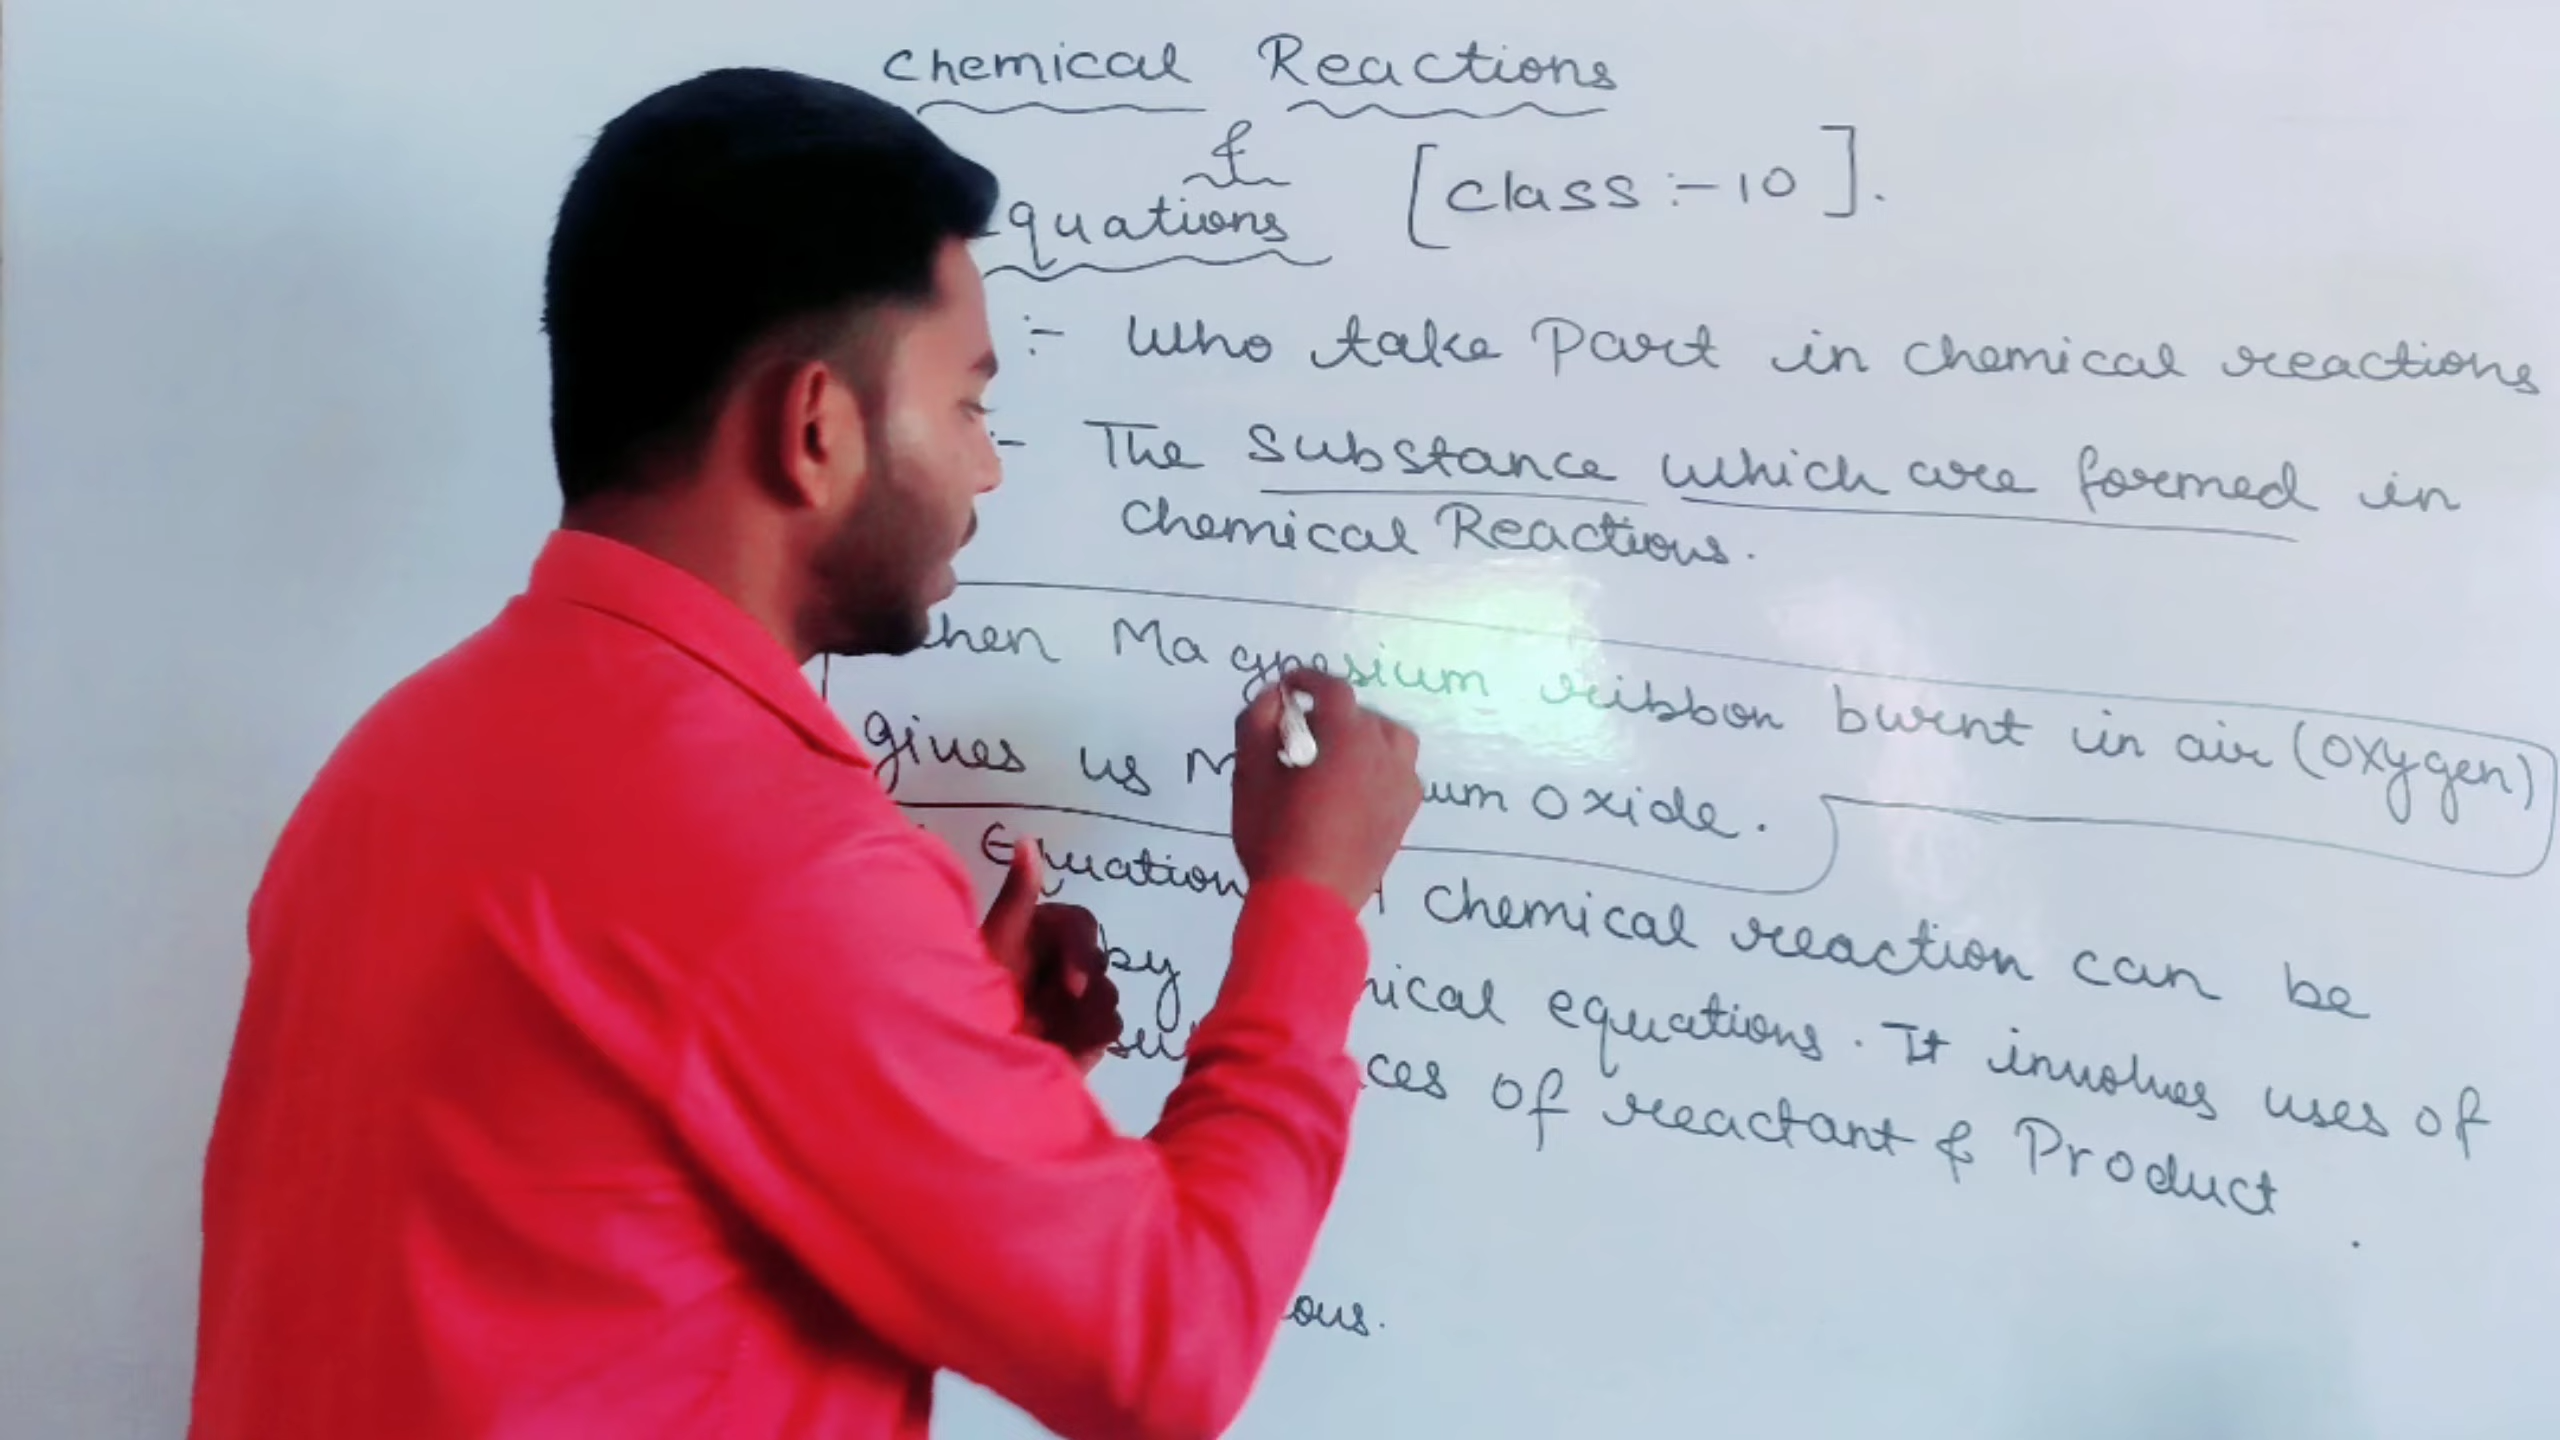 Chemical Reactions
&
quations [class :- 10].
:- Who take Part in chemical reactions
:- The Substance which are formed in
Chemical Reactions.
hen Magnesium ribbon burnt in air (Oxygen)
gives us M um Oxide.
Equation A chemical reaction can be
by ical equations. It involves uses of
su ces of reactant & Product
ous.